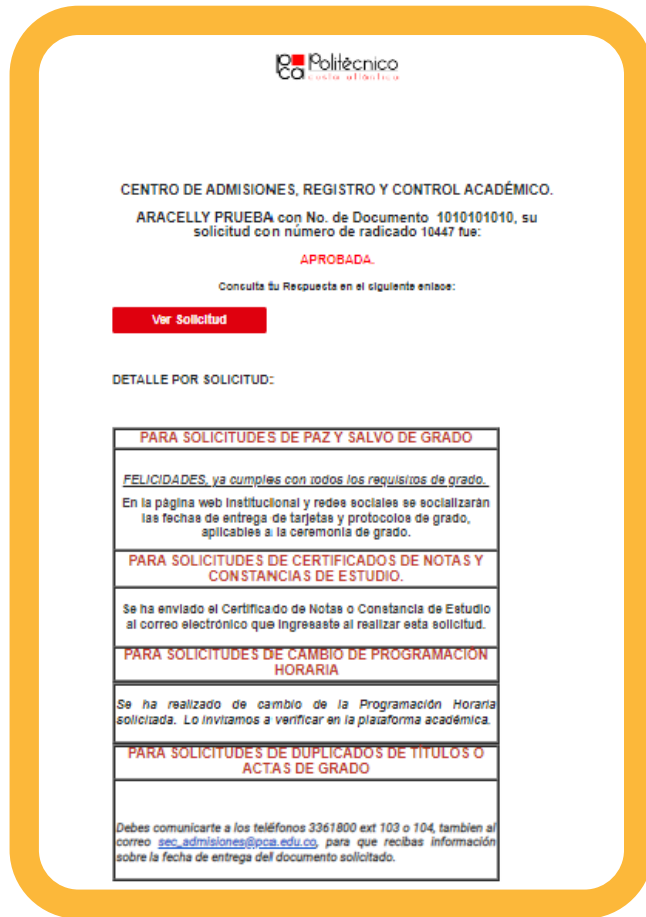 pca Politécnico
costa atlántica
CENTRO DE ADMISIONES, REGISTRO Y CONTROL ACADÉMICO.
ARACELLY PRUEBA con No. de Documento 1010101010, su
solicitud con número de radicado 10447 fue:
APROBADA.
Consulta tu Respuesta en el siguiente enlace:
Ver Solicitud
DETALLE POR SOLICITUD::
PARA SOLICITUDES DE PAZ Y SALVO DE GRADO
FELICIDADES, ya cumples con todos los requisitos de grado.
En la página web institucional y redes sociales se socializarán
las fechas de entrega de tarjetas y protocolos de grado,
aplicables a la ceremonia de grado.
PARA SOLICITUDES DE CERTIFICADOS DE NOTAS Y
CONSTANCIAS DE ESTUDIO.
Se ha enviado el Certificado de Notas o Constancia de Estudio
al correo electrónico que ingresaste al realizar esta solicitud.
PARA SOLICITUDES DE CAMBIO DE PROGRAMACIÓN
HORARIA
Se ha realizado de cambio de la Programación Horaria
solicitada. Lo invitamos a verificar en la plataforma académica.
PARA SOLICITUDES DE DUPLICADOS DE TÍTULOS O
ACTAS DE GRADO
Debes comunicarte a los teléfonos 3361800 ext 103 o 104, tambien al
correo sec_admisiones@pca.edu.co, para que recibas información
sobre la fecha de entrega del documento solicitado.